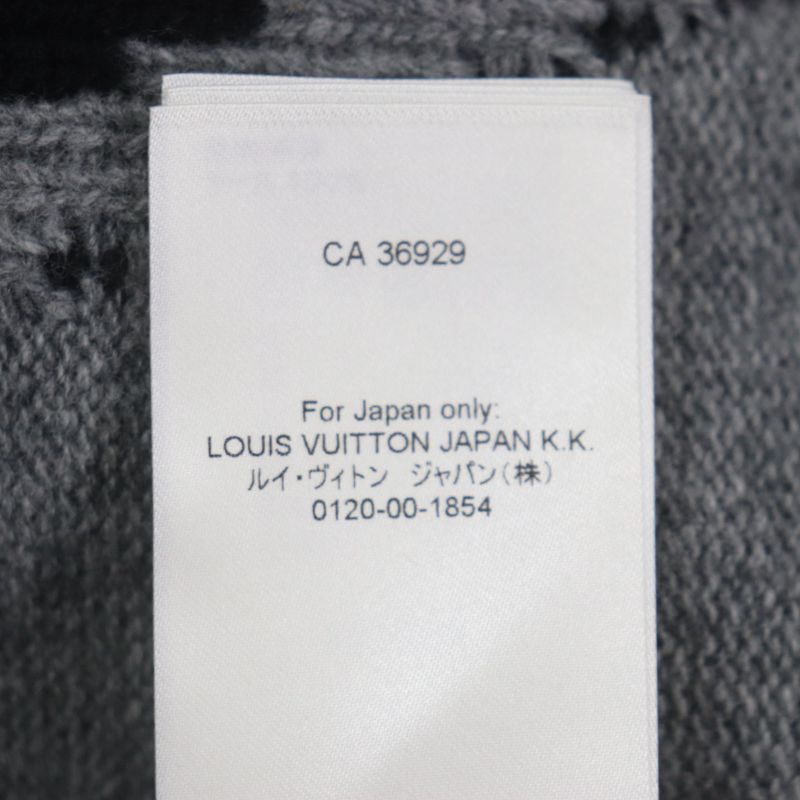 CA 36929
For Japan only:
LOUIS VUITTON JAPAN K.K.
ルイ・ヴィトン ジャパン(株)
0120-00-1854